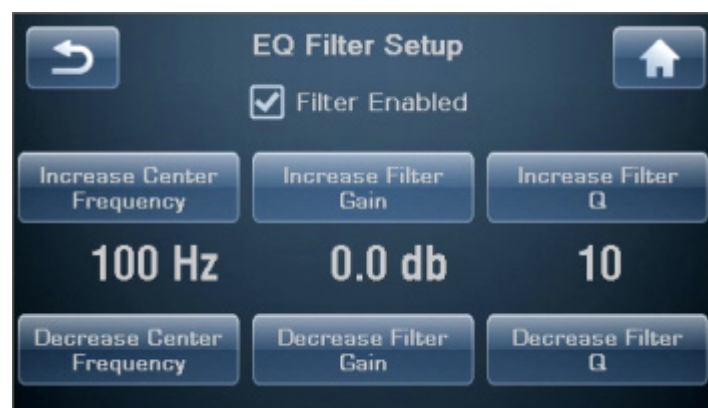 EQ Filter Setup
Filter Enabled
Increase Center
Frequency
Increase Filter
Gain
Increase Filter
Q
100 Hz
0.0 db
10
Decrease Center
Frequency
Decrease Filter
Gain
Decrease Filter
Q